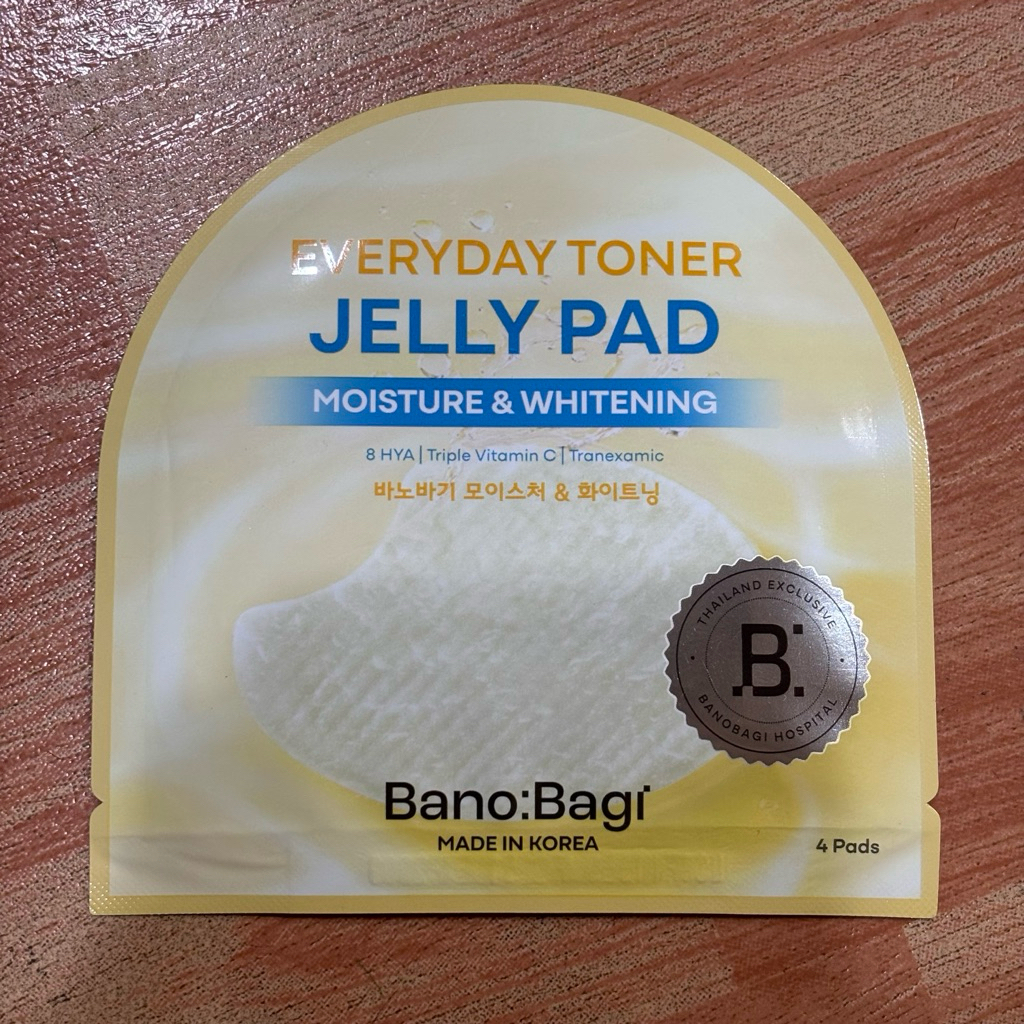 EVERYDAY TONER
JELLY PAD
MOISTURE & WHITENING
8 HYA | Triple Vitamin C | Tranexamic
바노바기 모이스처 & 화이트닝
THAILAND EXCLUSIVE
B
BANOBAGI HOSPITAL
Bano:Bagi
MADE IN KOREA
4 Pads